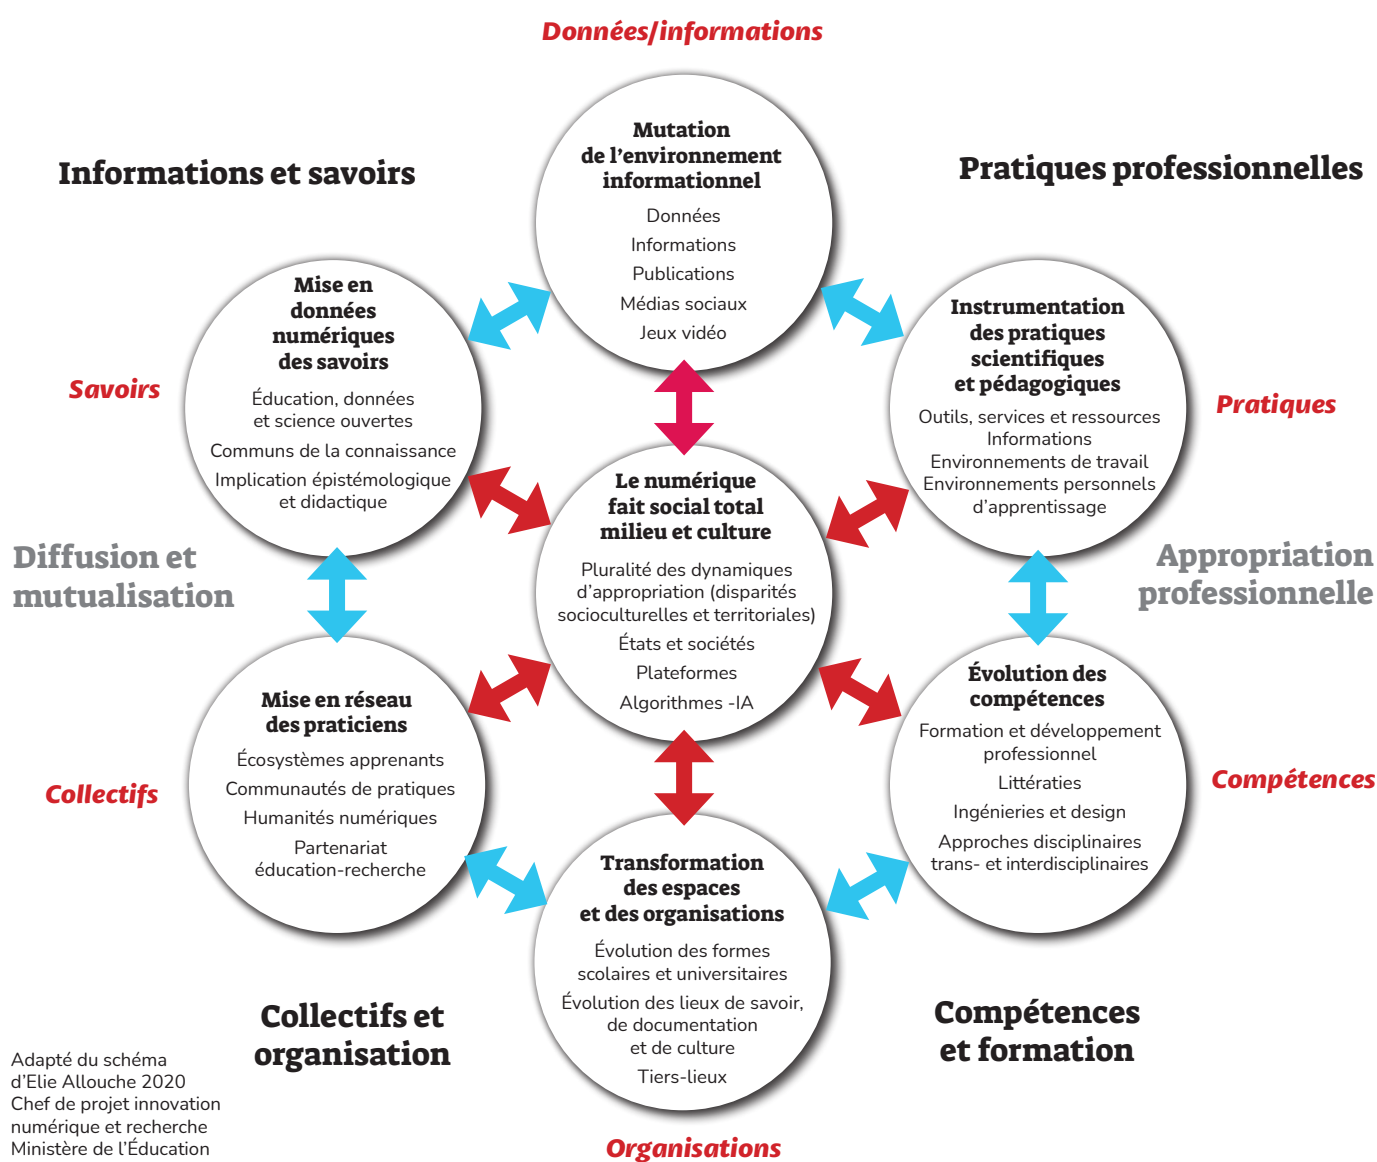 Données/informations
Informations et savoirs
Pratiques professionnelles
Mutation
de l'environnement
informationnel
Données
Informations
Publications
Médias sociaux
Jeux vidéo
Mise en
données
numériques
des savoirs
Éducation, données
et science ouvertes
Communs de la connaissance
Implication épistémologique
et didactique
Savoirs
Instrumentation
des pratiques
scientifiques
et pédagogiques
Outils, services et ressources
Informations
Environnements de travail
Environnements personnels
d'apprentissage
Pratiques
Le numérique
fait social total
milieu et culture
Pluralité des dynamiques
d'appropriation (disparités
socioculturelles et territoriales)
États et sociétés
Plateformes
Algorithmes -IA
Diffusion et
mutualisation
Appropriation
professionnelle
Mise en réseau
des praticiens
Écosystèmes apprenants
Communautés de pratiques
Humanités numériques
Partenariat
éducation-recherche
Collectifs
Évolution des
compétences
Formation et développement
professionnel
Littératies
Ingénieries et design
Approches disciplinaires
trans- et interdisciplinaires
Compétences
Transformation
des espaces
et des organisations
Évolution des formes
scolaires et universitaires
Évolution des lieux de savoir,
de documentation
et de culture
Tiers-lieux
Collectifs et
organisation
Compétences
et formation
Adapté du schéma
d'Elie Allouche 2020
Chef de projet innovation
numérique et recherche
Ministère de l'Éducation
Organisations